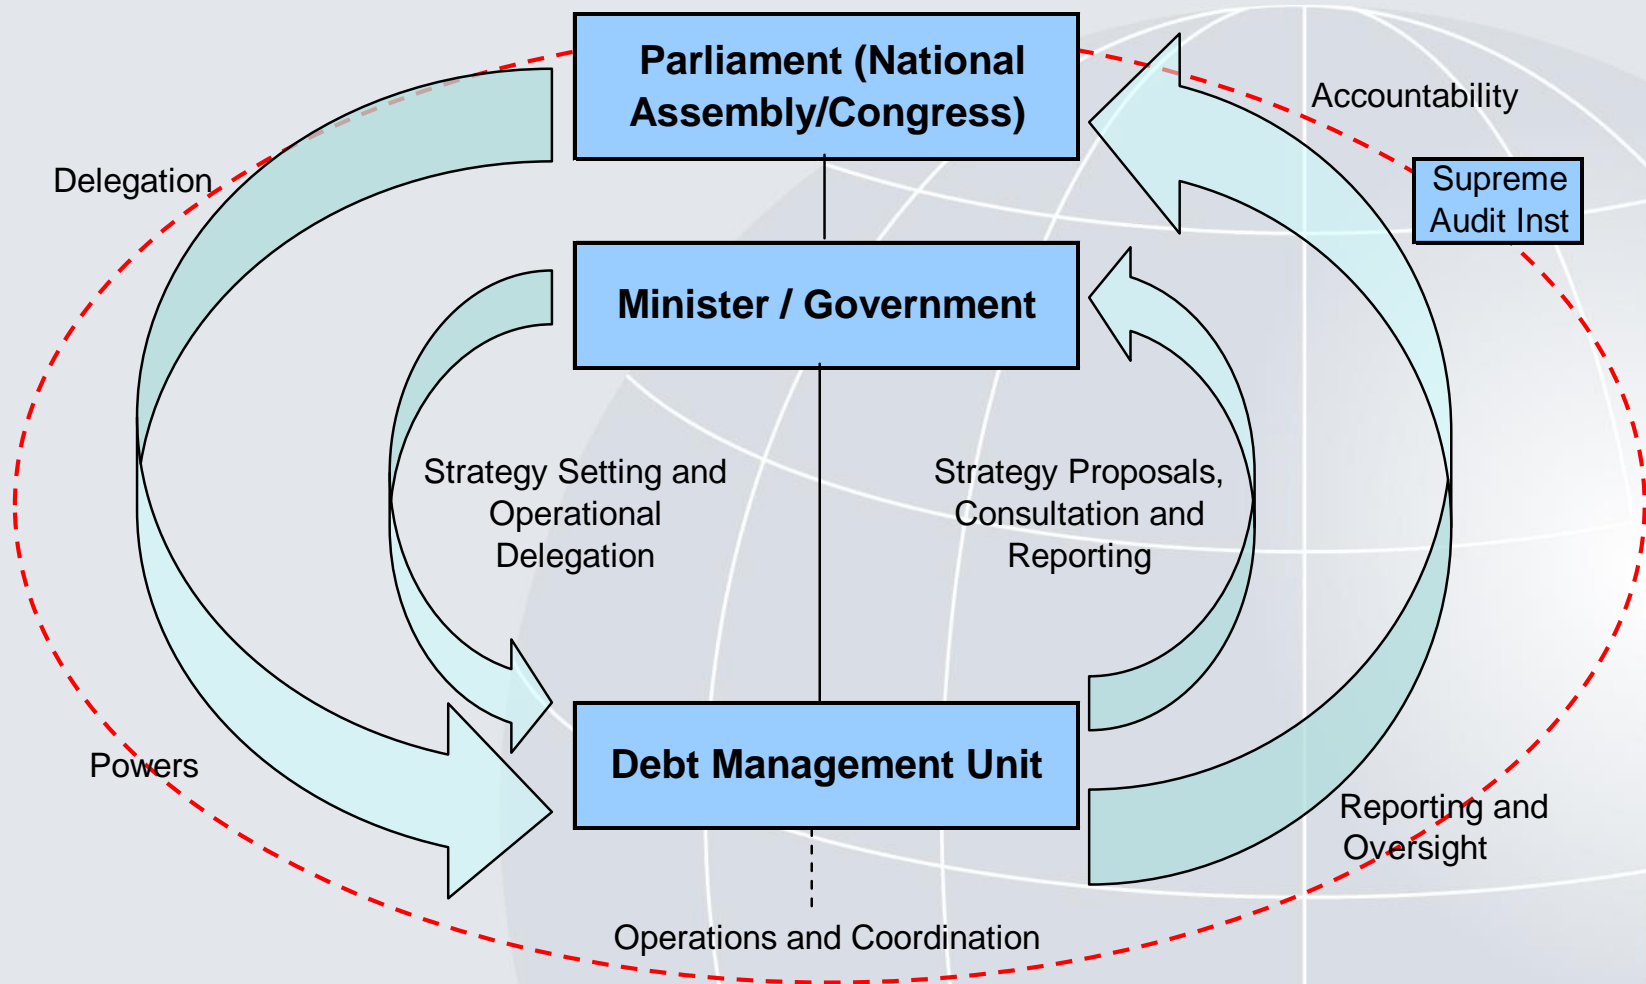 Parliament (National
Assembly/Congress)
Accountability
Delegation
Supreme
Audit Inst
Minister / Government
Strategy Setting and
Operational
Delegation
Strategy Proposals,
Consultation and
Reporting
Powers
Debt Management Unit
Reporting and
Oversight
Operations and Coordination